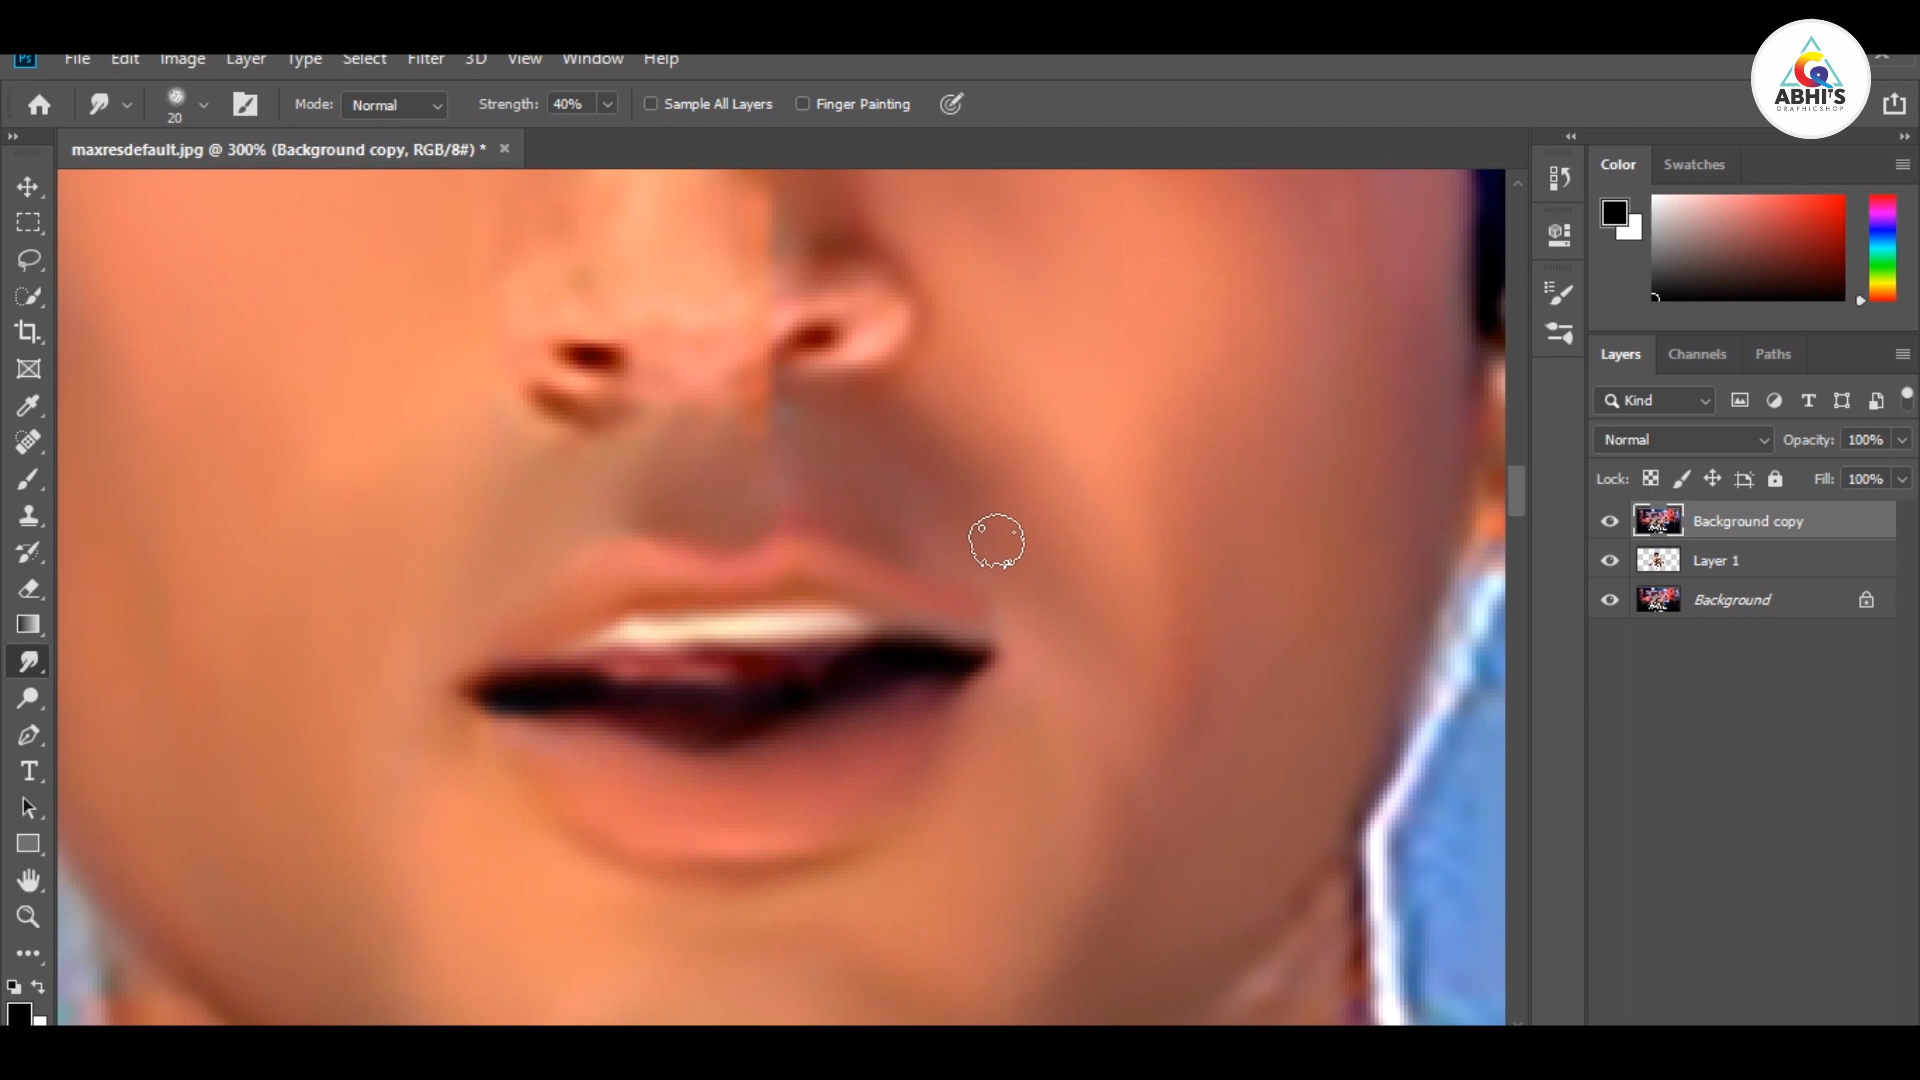 Ps File Edit Image Layer Type Select Filter 3D View Window Help
20 Mode: Normal Strength: 40% Sample All Layers Finger Painting
ABHI'S
GRAPHICSHOP
maxresdefault.jpg @ 300% (Background copy, RGB/8#) *
Color Swatches
Layers Channels Paths
Kind
Normal Opacity: 100%
Lock: Fill: 100%
Background copy
Layer 1
Background